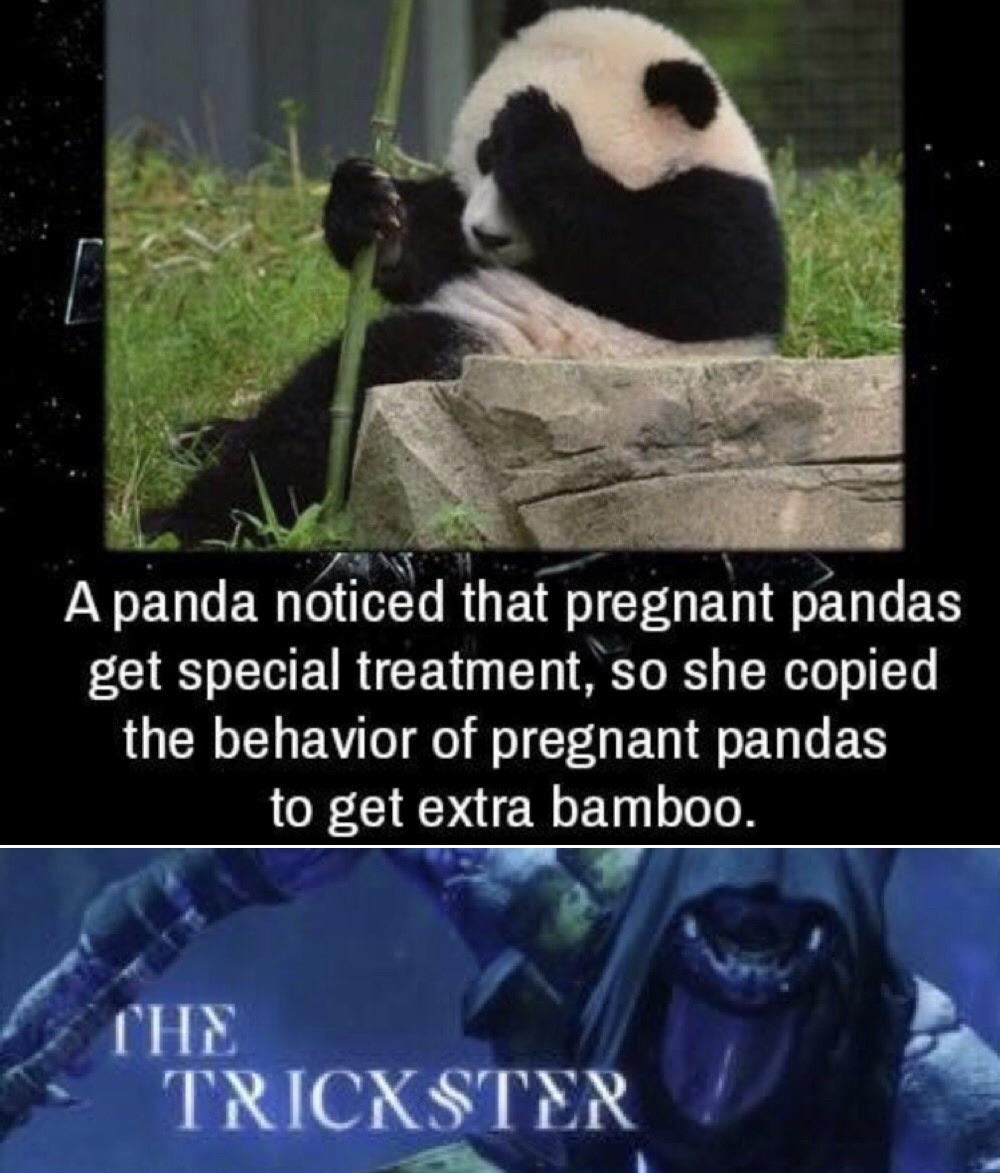 A panda noticed that pregnant pandas
get special treatment, so she copied
the behavior of pregnant pandas
to get extra bamboo.
THE
TRICKSTER